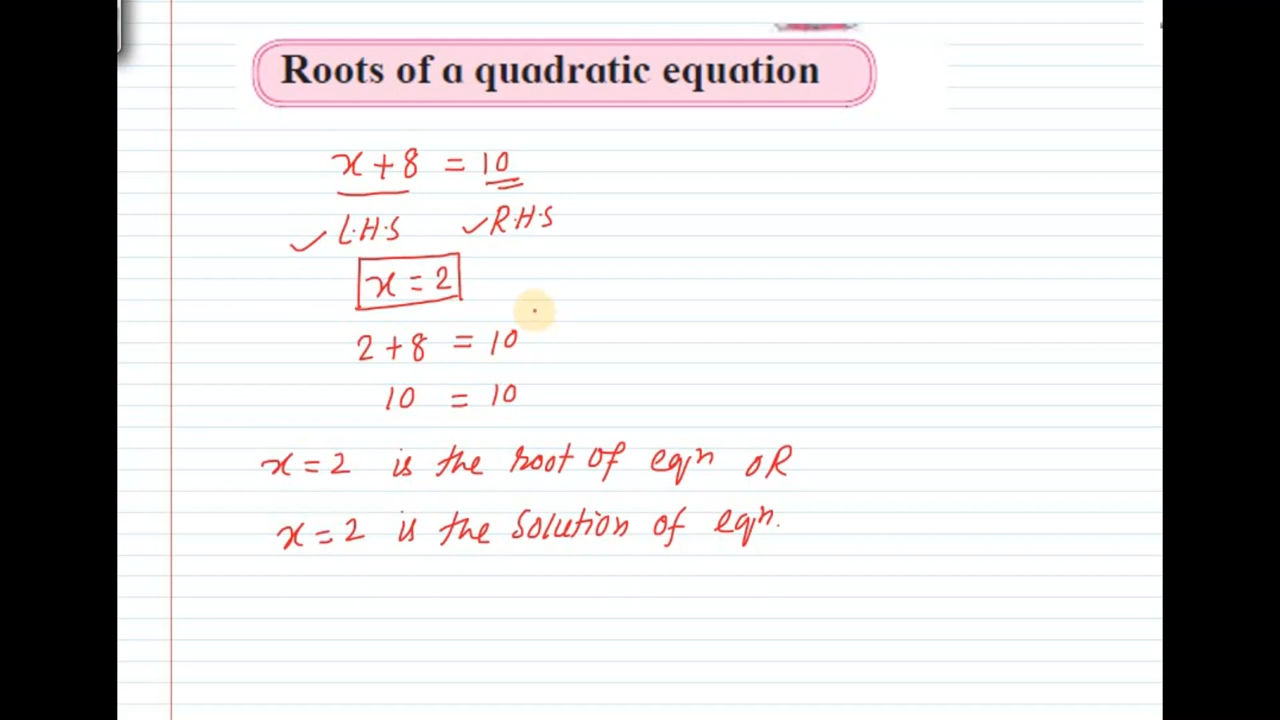 Roots of a quadratic equation
x + 8 = 10
L.H.S R.H.S
x = 2
2 + 8 = 10
10 = 10
x = 2 is the root of eqn OR
x = 2 is the solution of eqn.